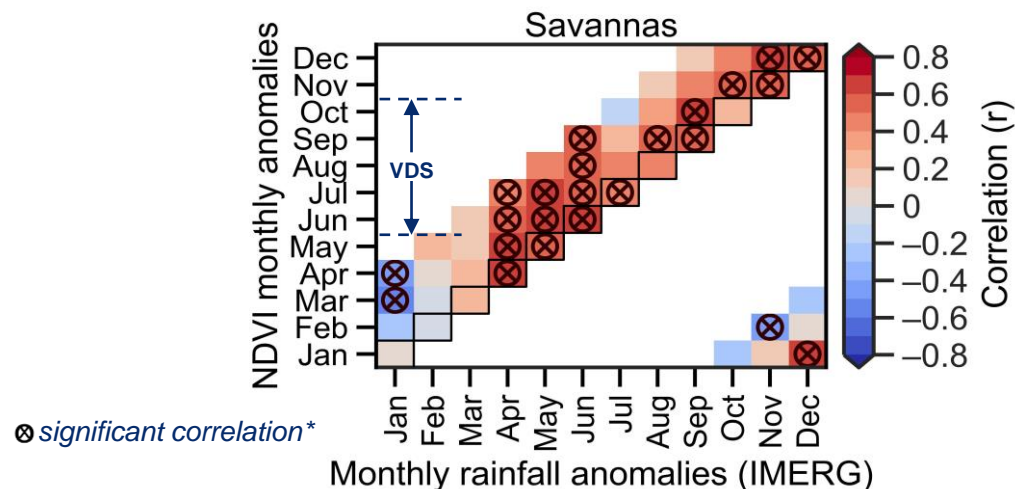 Savannas
NDVI monthly anomalies
Dec
Nov
Oct
Sep
Aug
Jul
Jun
May
Apr
Mar
Feb
Jan
VDS
Jan
Feb
Mar
Apr
May
Jun
Jul
Aug
Sep
Oct
Nov
Dec
Monthly rainfall anomalies (IMERG)
0.8
0.6
0.4
0.2
0
−0.2
−0.4
−0.6
−0.8
Correlation (r)
significant correlation*